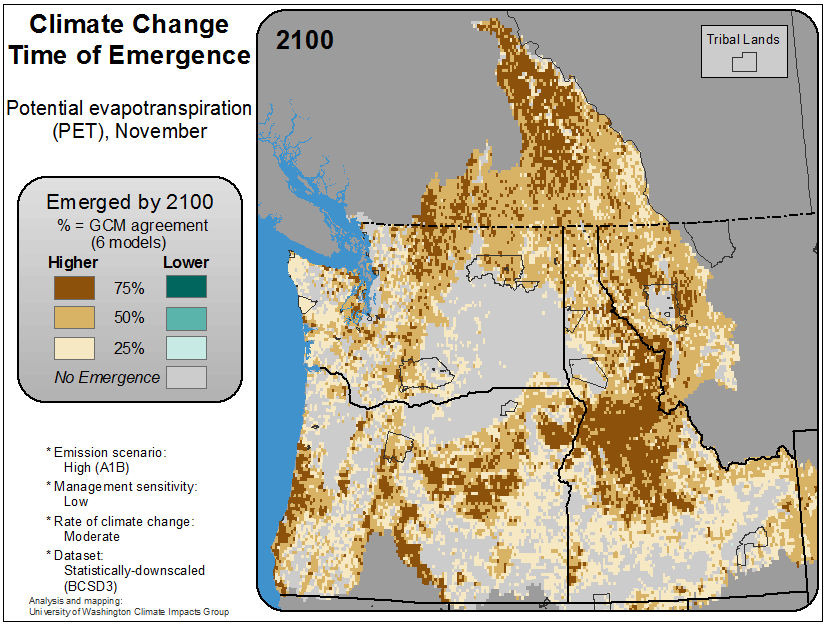 Climate Change
Time of Emergence
Potential evapotranspiration
(PET), November
Emerged by 2100
% = GCM agreement
(6 models)
Higher Lower
75%
50%
25%
No Emergence
* Emission scenario:
High (A1B)
* Management sensitivity:
Low
* Rate of climate change:
Moderate
* Dataset:
Statistically-downscaled
(BCSD3)
Analysis and mapping:
University of Washington Climate Impacts Group
2100
Tribal Lands